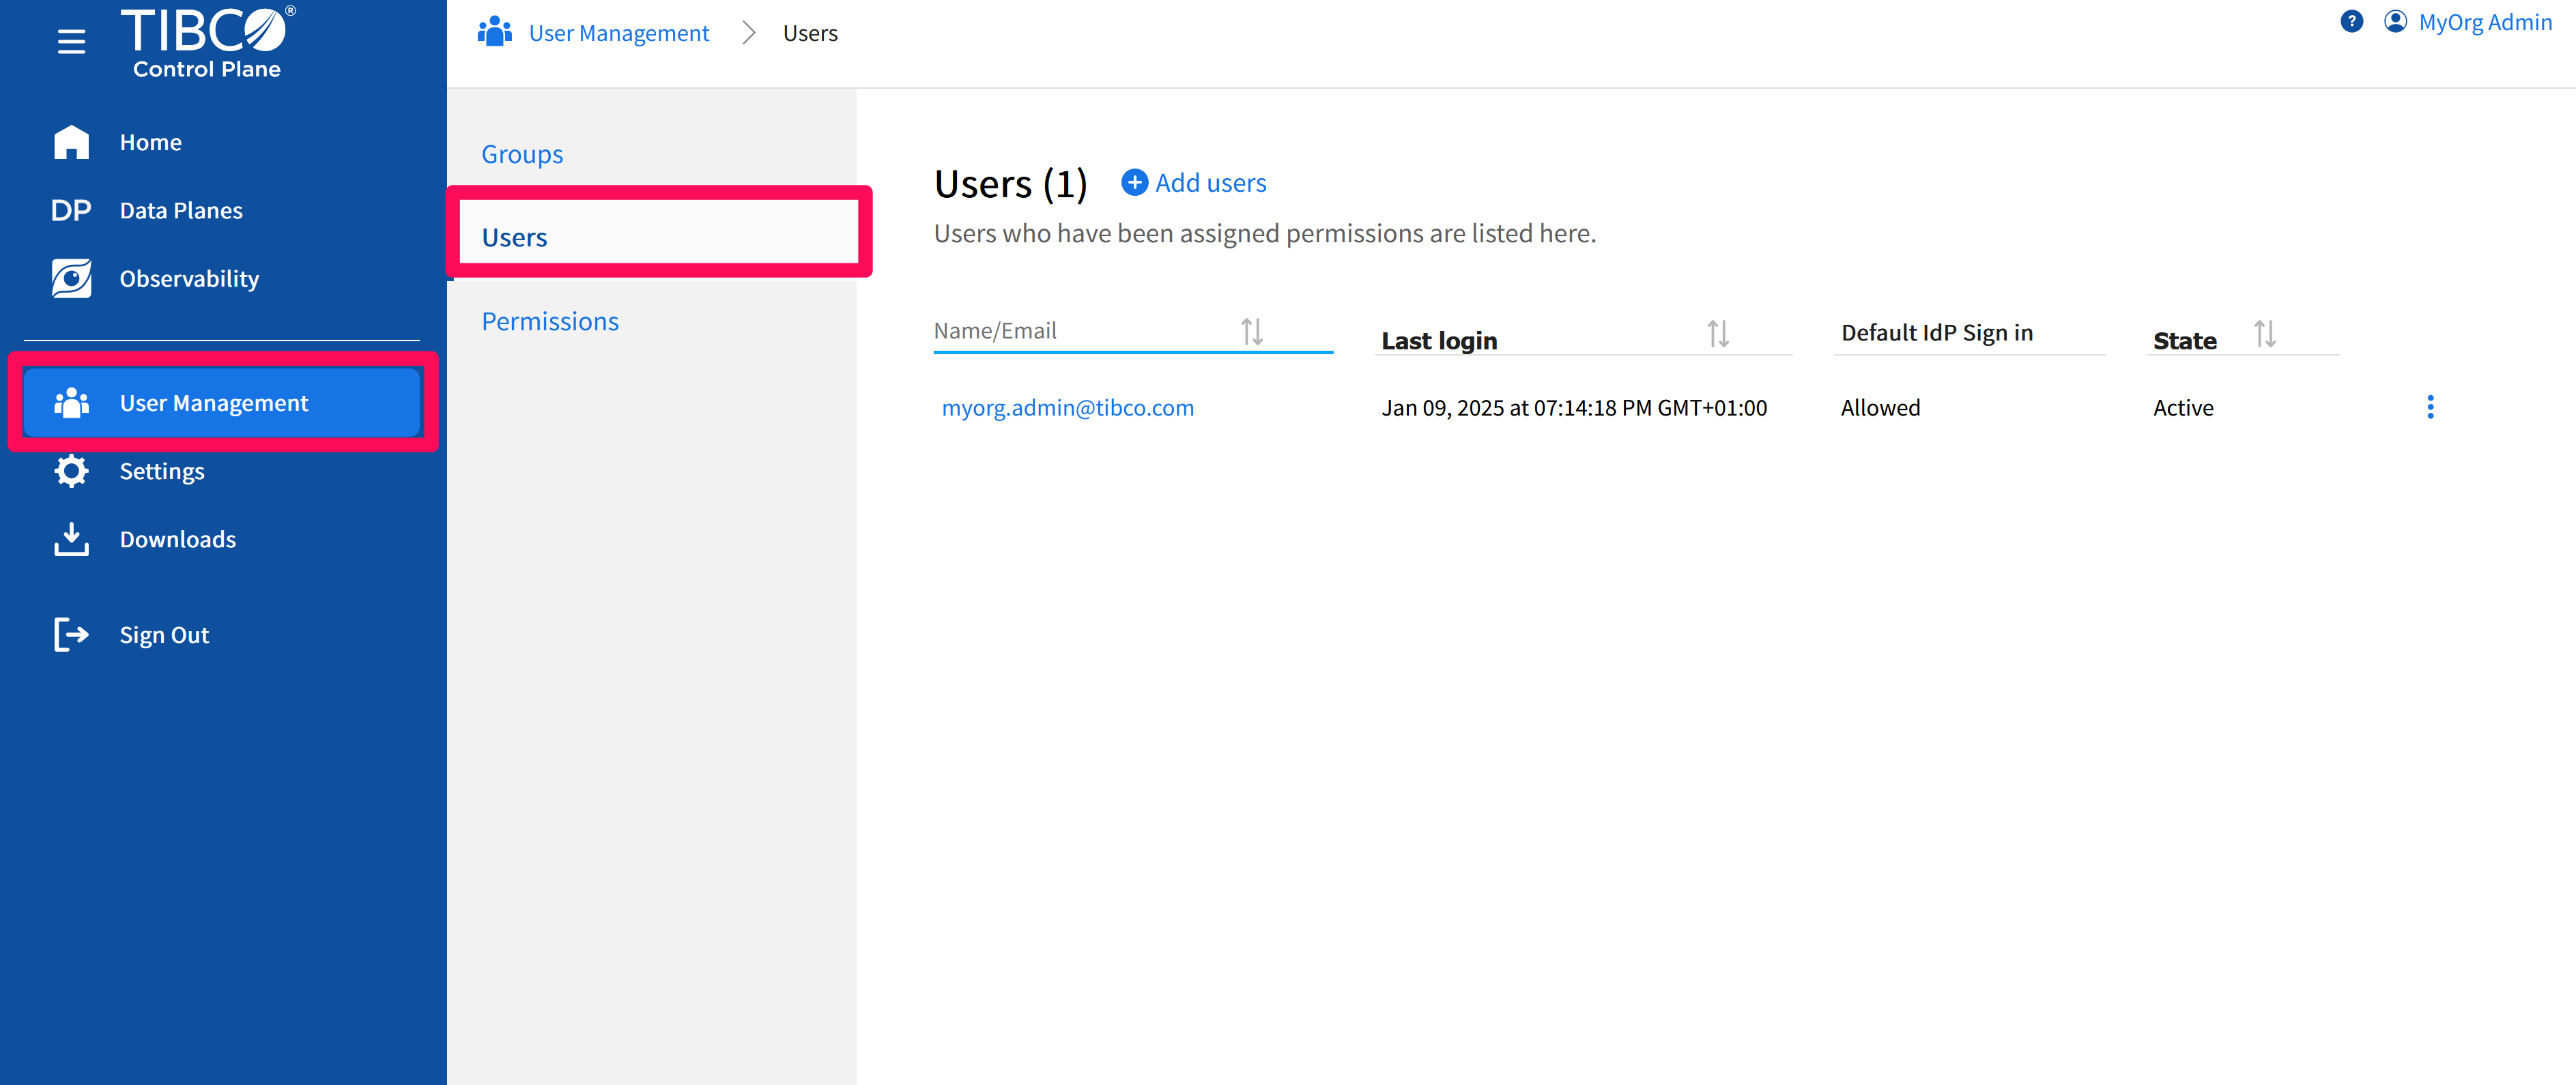 TIBCO®
Control Plane
Home
DP Data Planes
Observability
User Management
Settings
Downloads
Sign Out
User Management > Users
? MyOrg Admin
Groups
Users
Permissions
Users (1) + Add users
Users who have been assigned permissions are listed here.
Name/Email Last login Default IdP Sign in State
myorg.admin@tibco.com Jan 09, 2025 at 07:14:18 PM GMT+01:00 Allowed Active